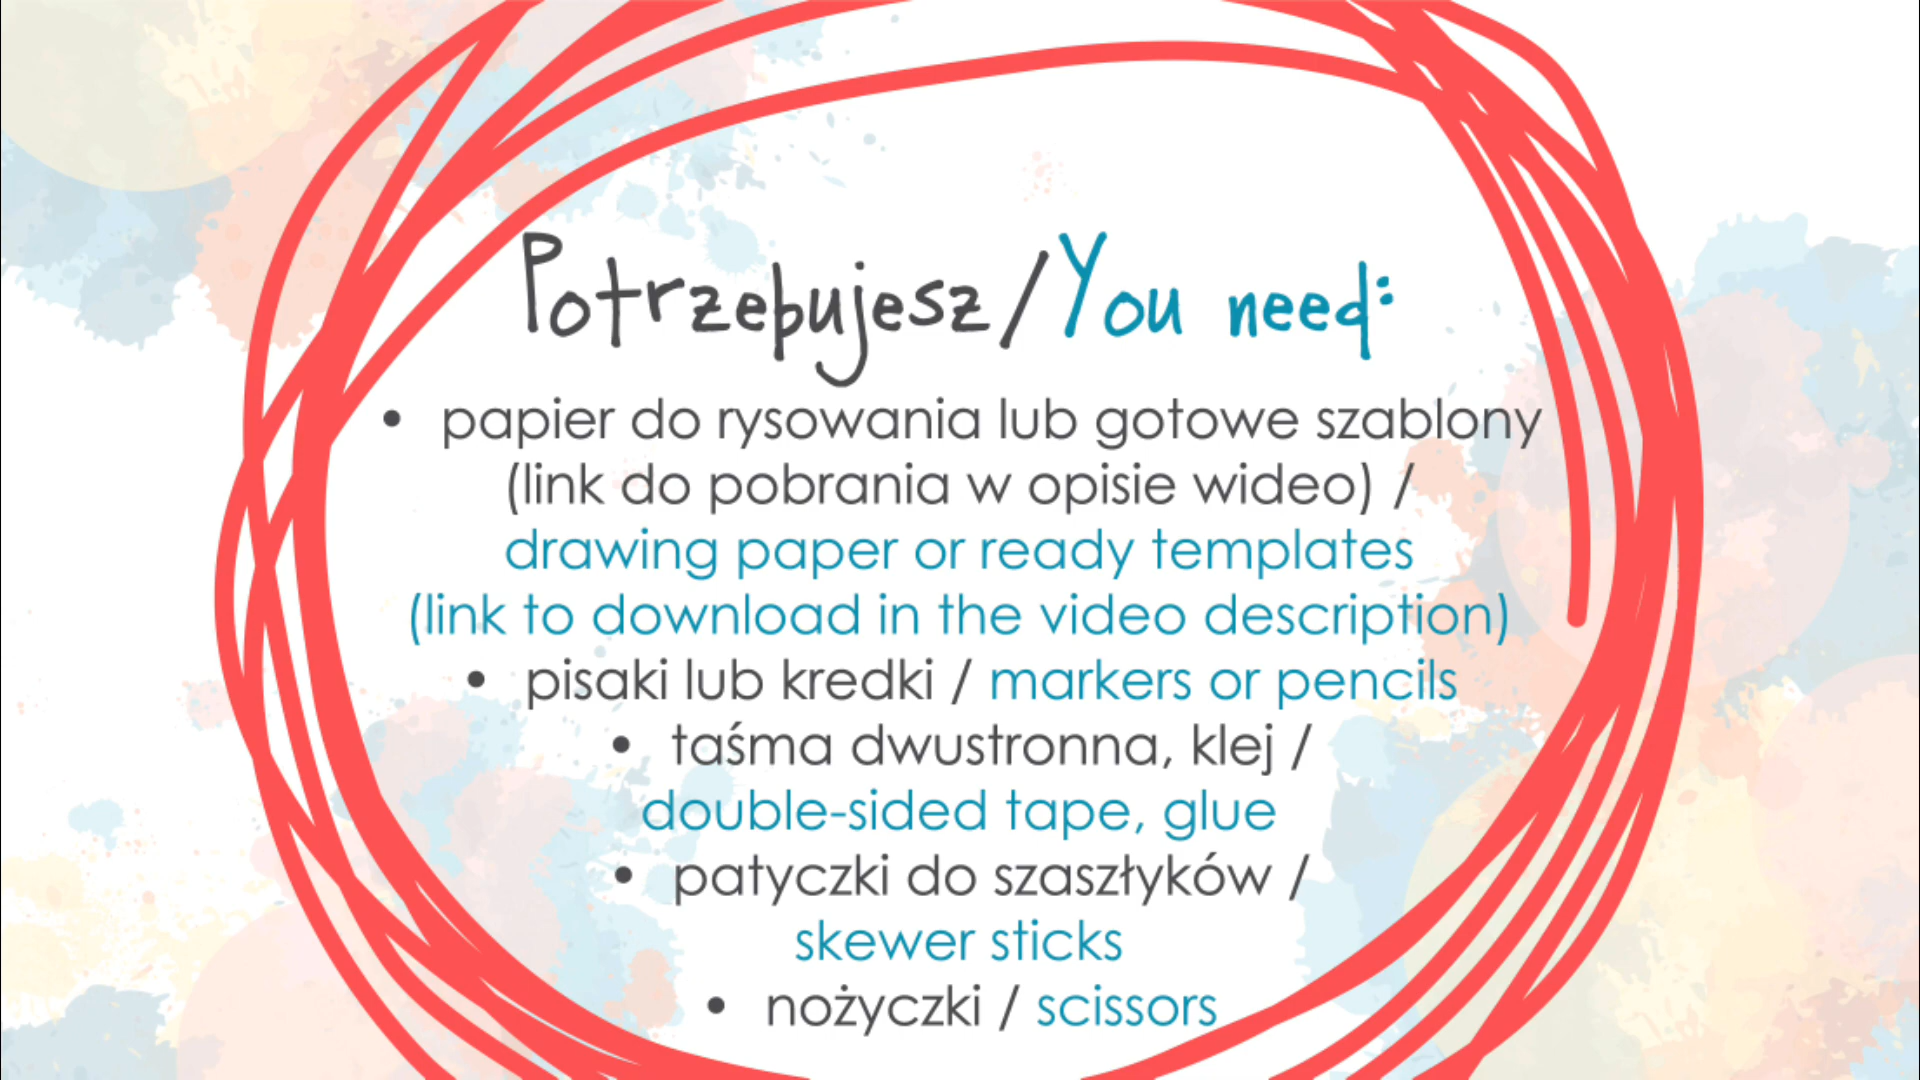 Potrzebujesz/You need:
• papier do rysowania lub gotowe szablony
(link do pobrania w opisie wideo) /
drawing paper or ready templates
(link to download in the video description)
• pisaki lub kredki / markers or pencils
• taśma dwustronna, klej /
double-sided tape, glue
• patyczki do szaszłyków /
skewer sticks
• nożyczki / scissors